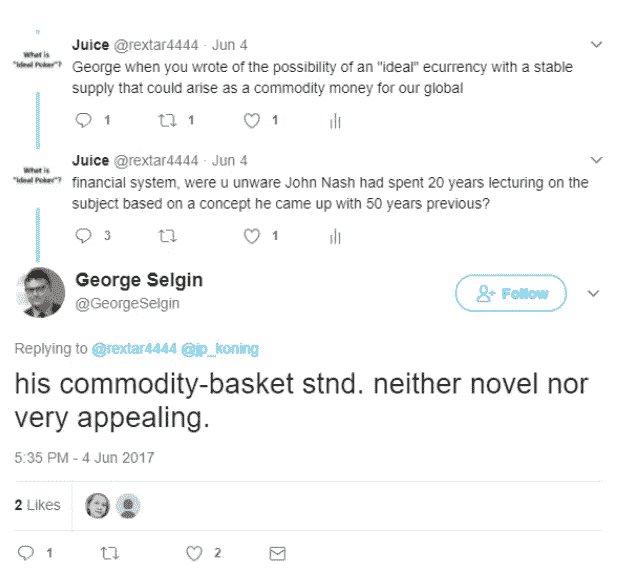 Juice @rextar4444 · Jun 4
What is
"Ideal Poker"?
George when you wrote of the possibility of an "ideal" ecurrency with a stable
supply that could arise as a commodity money for our global
1 1 1
Juice @rextar4444 · Jun 4
What is
"Ideal Poker"?
financial system, were u unware John Nash had spent 20 years lecturing on the
subject based on a concept he came up with 50 years previous?
3 1
George Selgin
@GeorgeSelgin
Follow
Replying to @rextar4444 @jp_koning
his commodity-basket stnd. neither novel nor
very appealing.
5:35 PM - 4 Jun 2017
2 Likes
1 2